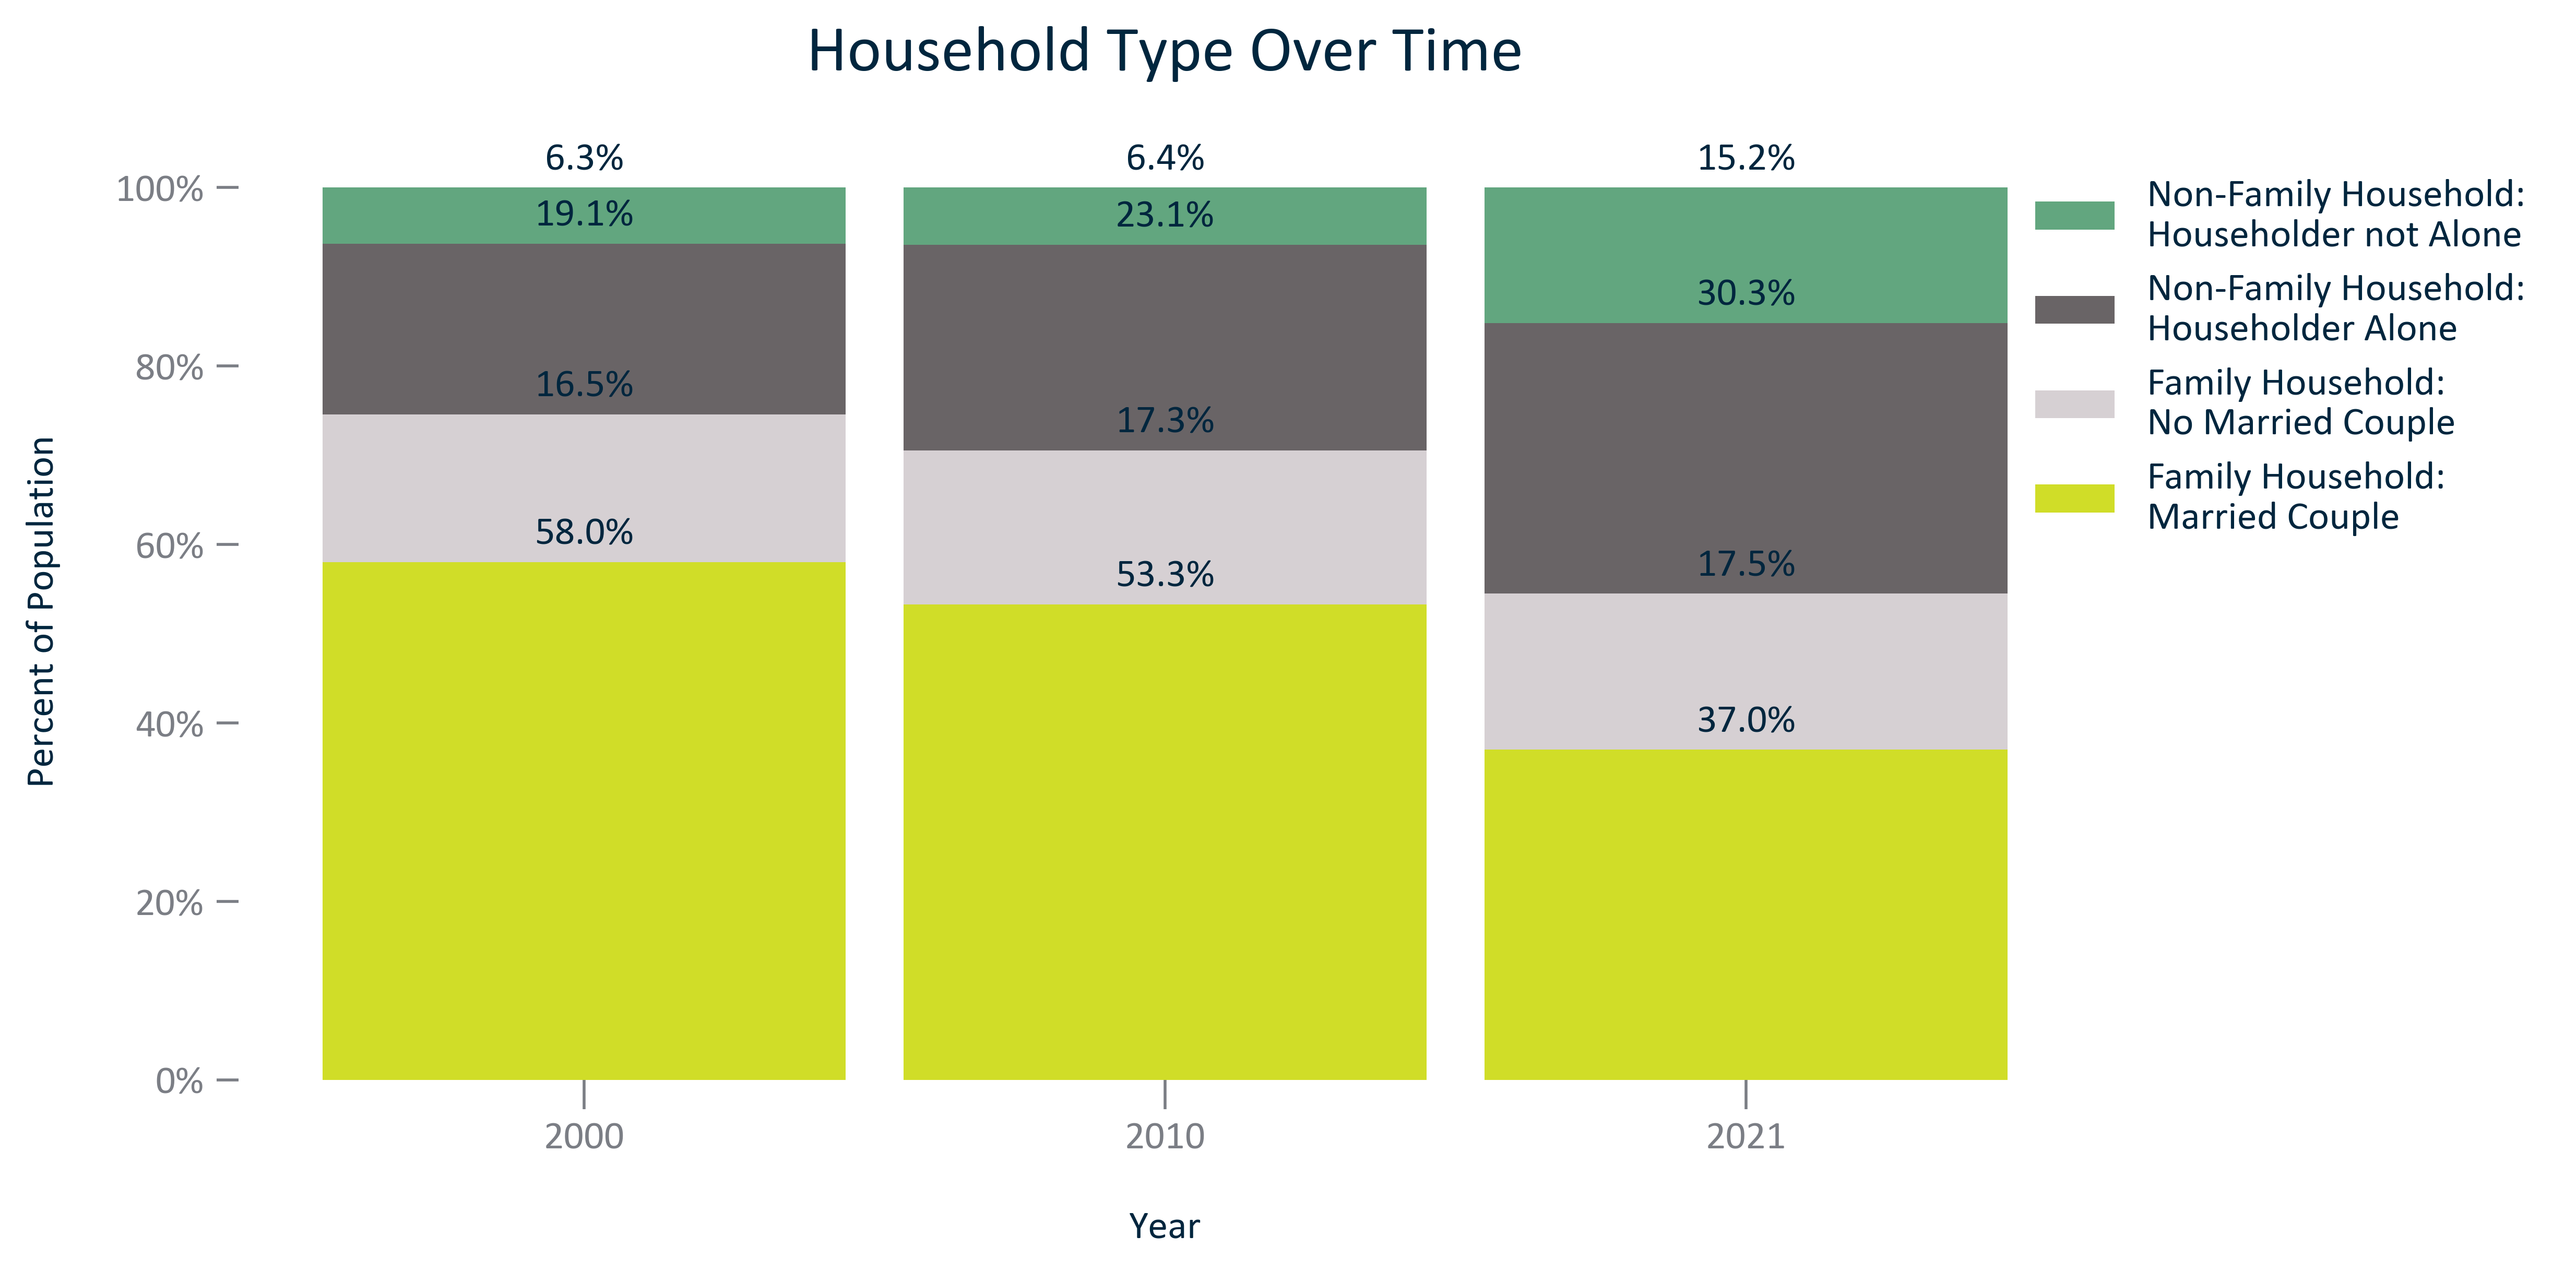 Household Type Over Time
6.3%
6.4%
15.2%
100%
19.1%
23.1%
30.3%
80%
16.5%
17.3%
17.5%
60%
58.0%
53.3%
37.0%
40%
20%
0%
Percent of Population
2000
2010
2021
Year
Non-Family Household:
Householder not Alone
Non-Family Household:
Householder Alone
Family Household:
No Married Couple
Family Household:
Married Couple